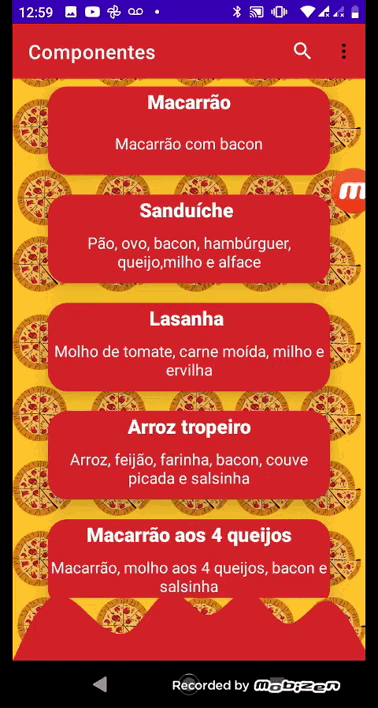 12:59
Componentes
Macarrão
Macarrão com bacon
Sanduíche
Pão, ovo, bacon, hambúrguer,
queijo,milho e alface
Lasanha
Molho de tomate, carne moída, milho e
ervilha
Arroz tropeiro
Arroz, feijão, farinha, bacon, couve
picada e salsinha
Macarrão aos 4 queijos
Macarrão, molho aos 4 queijos, bacon e
salsinha
Recorded by mobizen